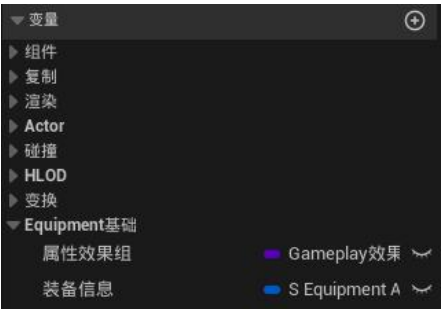 变量
组件
复制
渲染
Actor
碰撞
HLOD
变换
Equipment基础
属性效果组 Gameplay效果
装备信息 S Equipment A